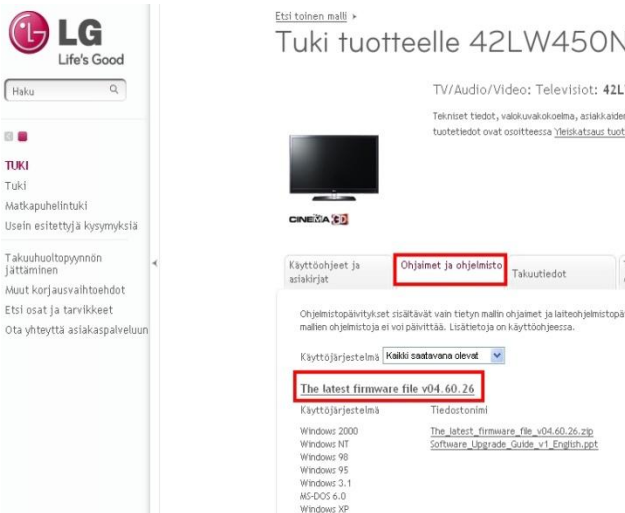 LG
Life's Good
Haku
TUKI
Tuki
Matkapuhelintuki
Usein esitettyjä kysymyksiä
Takuuhuoltopyynnön
jättäminen
Muut korjausvaihtoehdot
Etsi osat ja tarvikkeet
Ota yhteyttä asiakaspalveluun
Etsi toinen malli
Tuki tuotteelle 42LW450N
TV/Audio/Video: Televisiot:
Tekniset tiedot, valokuvakokoelma,
tuotetiedot ovat osoitteessa Yleiskatsaus
CINEMA 3D
Käyttöohjeet ja
asiakirjat
Ohjaimet ja ohjelmisto
Takuutiedot
Ohjelmistopäivitykset sisältävät vain tietyn mallin ohjaimet ja
mallien ohjelmistoja ei voi päivittää. Lisätietoja on käyttöohjeessa.
Käyttöjärjestelmä Kaikki saatavana olevat
The latest firmware file v04.60.26
Käyttöjärjestelmä Tiedostonimi
Windows 2000 The_latest_firmware_file_v04.60.26.zip
Windows NT Software_Upgrade_Guide_v1_English.ppt
Windows 98
Windows 95
Windows 3.1
MS-DOS 6.0
Windows XP